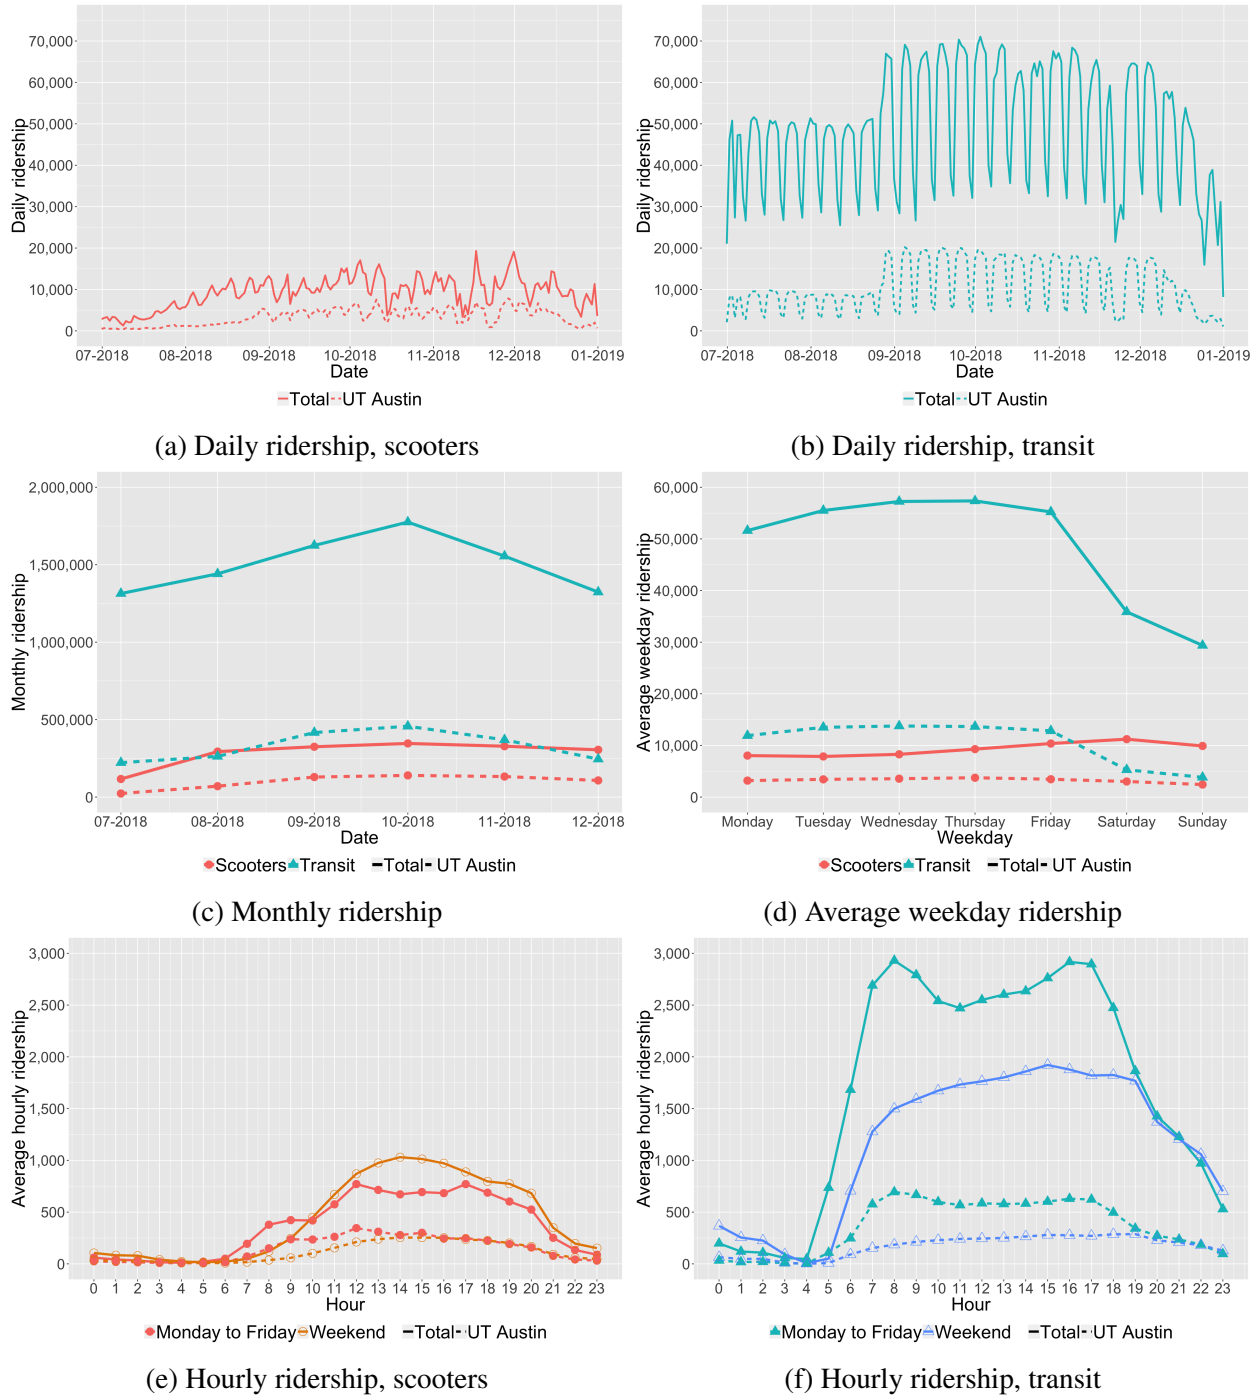 70,000
60,000
50,000
40,000
30,000
20,000
10,000
0
Daily ridership
07-2018 08-2018 09-2018 10-2018 11-2018 12-2018 01-2019
Date
Total UT Austin
(a) Daily ridership, scooters
70,000
60,000
50,000
40,000
30,000
20,000
10,000
0
Daily ridership
07-2018 08-2018 09-2018 10-2018 11-2018 12-2018 01-2019
Date
Total UT Austin
(b) Daily ridership, transit
2,000,000
1,500,000
1,000,000
500,000
0
Monthly ridership
07-2018 08-2018 09-2018 10-2018 11-2018 12-2018
Date
Scooters Transit Total UT Austin
(c) Monthly ridership
60,000
50,000
40,000
30,000
20,000
10,000
0
Average weekday ridership
Monday Tuesday Wednesday Thursday Friday Saturday Sunday
Weekday
Scooters Transit Total UT Austin
(d) Average weekday ridership
3,000
2,500
2,000
1,500
1,000
500
0
Average hourly ridership
0 1 2 3 4 5 6 7 8 9 10 11 12 13 14 15 16 17 18 19 20 21 22 23
Hour
Monday to Friday Weekend Total UT Austin
(e) Hourly ridership, scooters
3,000
2,500
2,000
1,500
1,000
500
0
Average hourly ridership
0 1 2 3 4 5 6 7 8 9 10 11 12 13 14 15 16 17 18 19 20 21 22 23
Hour
Monday to Friday Weekend Total UT Austin
(f) Hourly ridership, transit